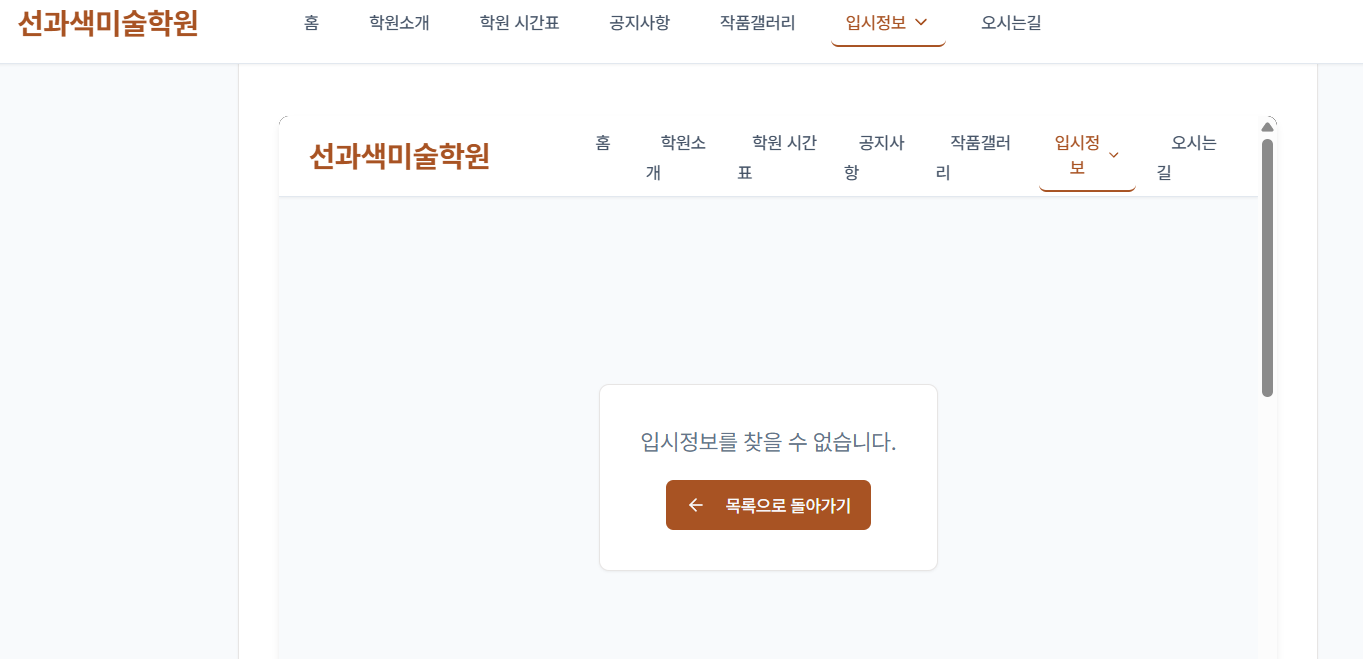 선과색미술학원
홈 학원소개 학원 시간표 공지사항 작품갤러리 입시정보 오시는길
선과색미술학원
홈 학원소 학원 시간 공지사 작품갤러 입시정 오시는
개 표 항 리 보 길
입시정보를 찾을 수 없습니다.
목록으로 돌아가기